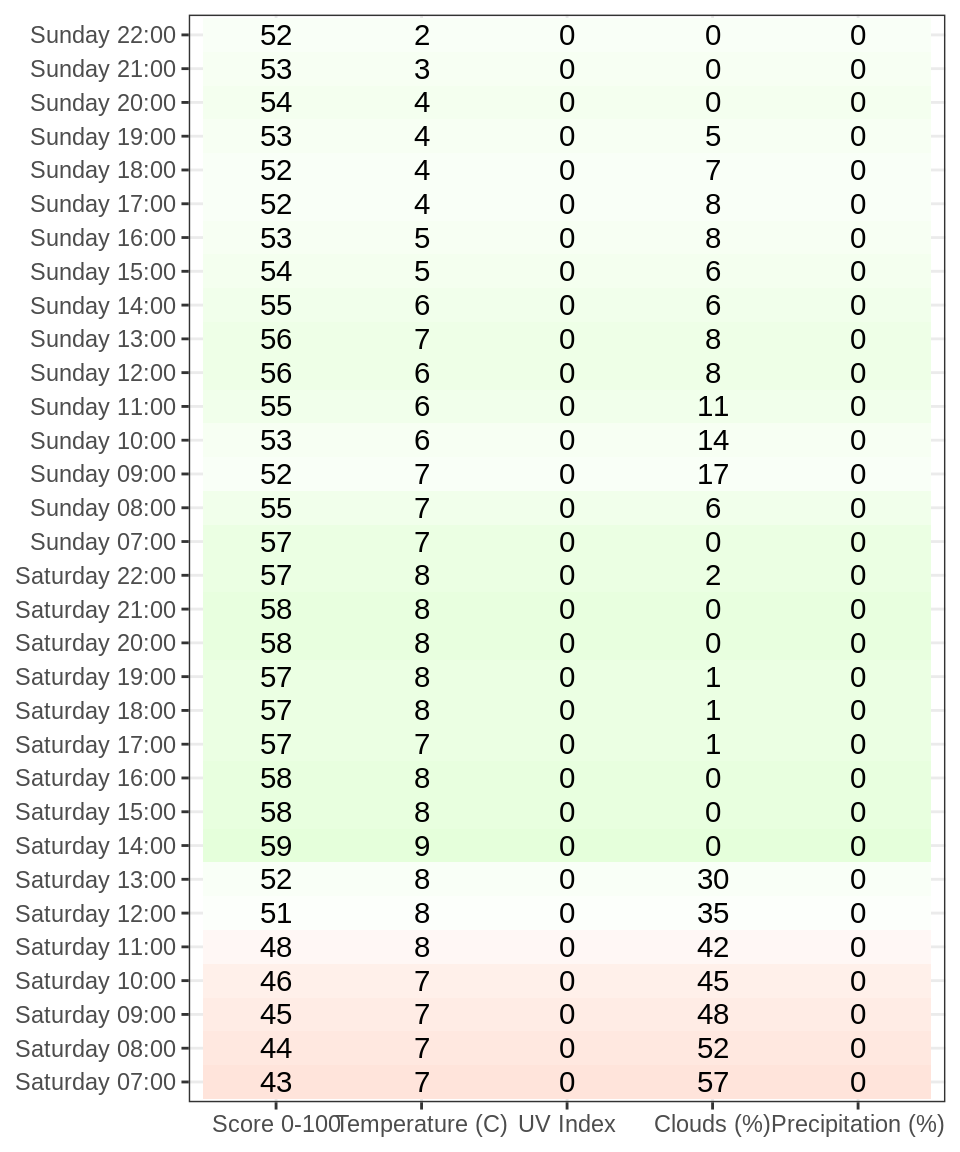 Sunday 22:00 52 2 0 0 0
Sunday 21:00 53 3 0 0 0
Sunday 20:00 54 4 0 0 0
Sunday 19:00 53 4 0 5 0
Sunday 18:00 52 4 0 7 0
Sunday 17:00 52 4 0 8 0
Sunday 16:00 53 5 0 8 0
Sunday 15:00 54 5 0 6 0
Sunday 14:00 55 6 0 6 0
Sunday 13:00 56 7 0 8 0
Sunday 12:00 56 6 0 8 0
Sunday 11:00 55 6 0 11 0
Sunday 10:00 53 6 0 14 0
Sunday 09:00 52 7 0 17 0
Sunday 08:00 55 7 0 6 0
Sunday 07:00 57 7 0 0 0
Saturday 22:00 57 8 0 2 0
Saturday 21:00 58 8 0 0 0
Saturday 20:00 58 8 0 0 0
Saturday 19:00 57 8 0 1 0
Saturday 18:00 57 8 0 1 0
Saturday 17:00 57 7 0 1 0
Saturday 16:00 58 8 0 0 0
Saturday 15:00 58 8 0 0 0
Saturday 14:00 59 9 0 0 0
Saturday 13:00 52 8 0 30 0
Saturday 12:00 51 8 0 35 0
Saturday 11:00 48 8 0 42 0
Saturday 10:00 46 7 0 45 0
Saturday 09:00 45 7 0 48 0
Saturday 08:00 44 7 0 52 0
Saturday 07:00 43 7 0 57 0
Score 0-100 Temperature (C) UV Index Clouds (%) Precipitation (%)